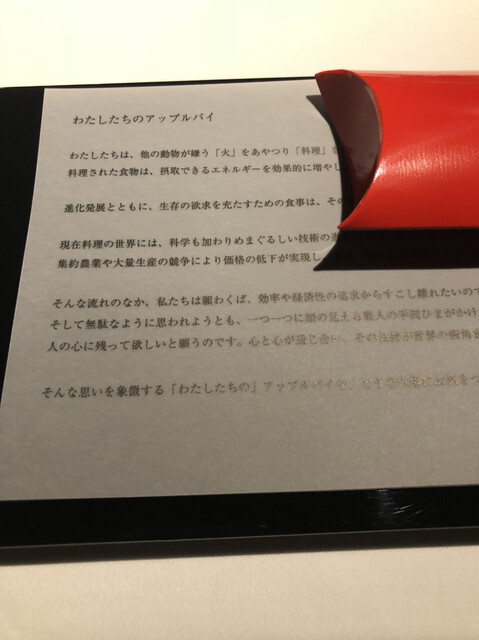 わたしたちのアップルパイ
わたしたちは、他の動物が嫌う「火」をあやつり「料理」
料理された食物は、摂取できるエネルギーを効果的に増やし
進化発展とともに、生存の欲求を充たすための食事は、その
現在料理の世界には、科学も加わりめまぐるしい技術の進
集約農業や大量生産の競争により価格の低下が実現し、
そんな流れのなか、私たちは願わくば、効率や経済性の追求からすこし離れたいので
そして無駄なように思われようとも、一つ一つに顔の見える職人の手間ひまがかけ
人の心に残って欲しいと願うのです。心と心が通じ合い、その
そんな思いを象徴する「わたしたちの」アップルパイを、